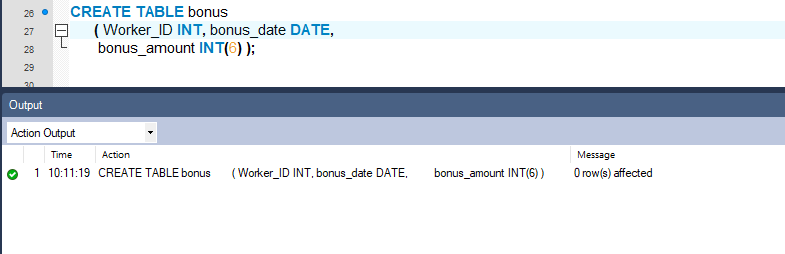 26 CREATE TABLE bonus
27 ( Worker_ID INT, bonus_date DATE,
28 bonus_amount INT(6) );
29
30
Output
Action Output
Time Action Message
1 10:11:19 CREATE TABLE bonus ( Worker_ID INT, bonus_date DATE, bonus_amount INT(6) ) 0 row(s) affected